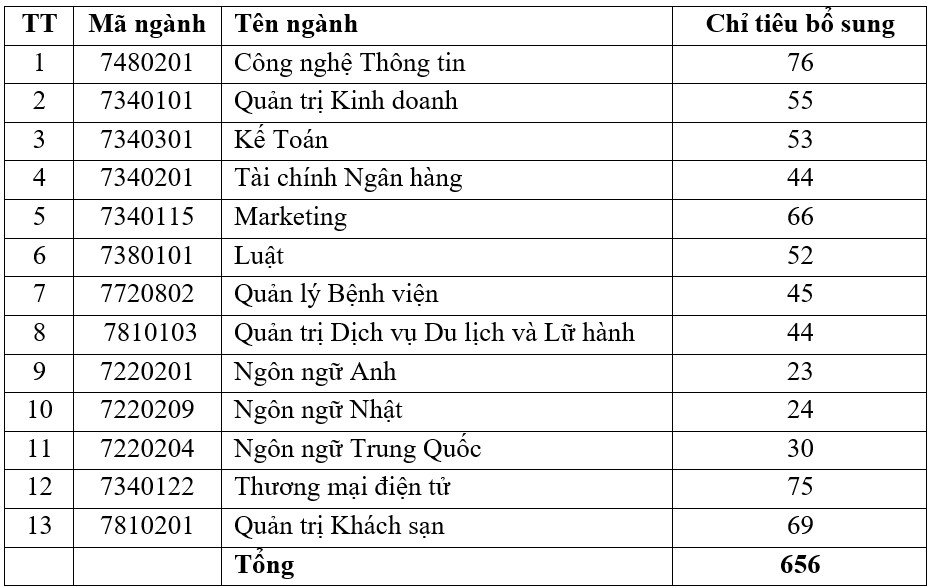 TT Mã ngành Tên ngành Chỉ tiêu bổ sung
1 7480201 Công nghệ Thông tin 76
2 7340101 Quản trị Kinh doanh 55
3 7340301 Kế Toán 53
4 7340201 Tài chính Ngân hàng 44
5 7340115 Marketing 66
6 7380101 Luật 52
7 7720802 Quản lý Bệnh viện 45
8 7810103 Quản trị Dịch vụ Du lịch và Lữ hành 44
9 7220201 Ngôn ngữ Anh 23
10 7220209 Ngôn ngữ Nhật 24
11 7220204 Ngôn ngữ Trung Quốc 30
12 7340122 Thương mại điện tử 75
13 7810201 Quản trị Khách sạn 69
Tổng 656